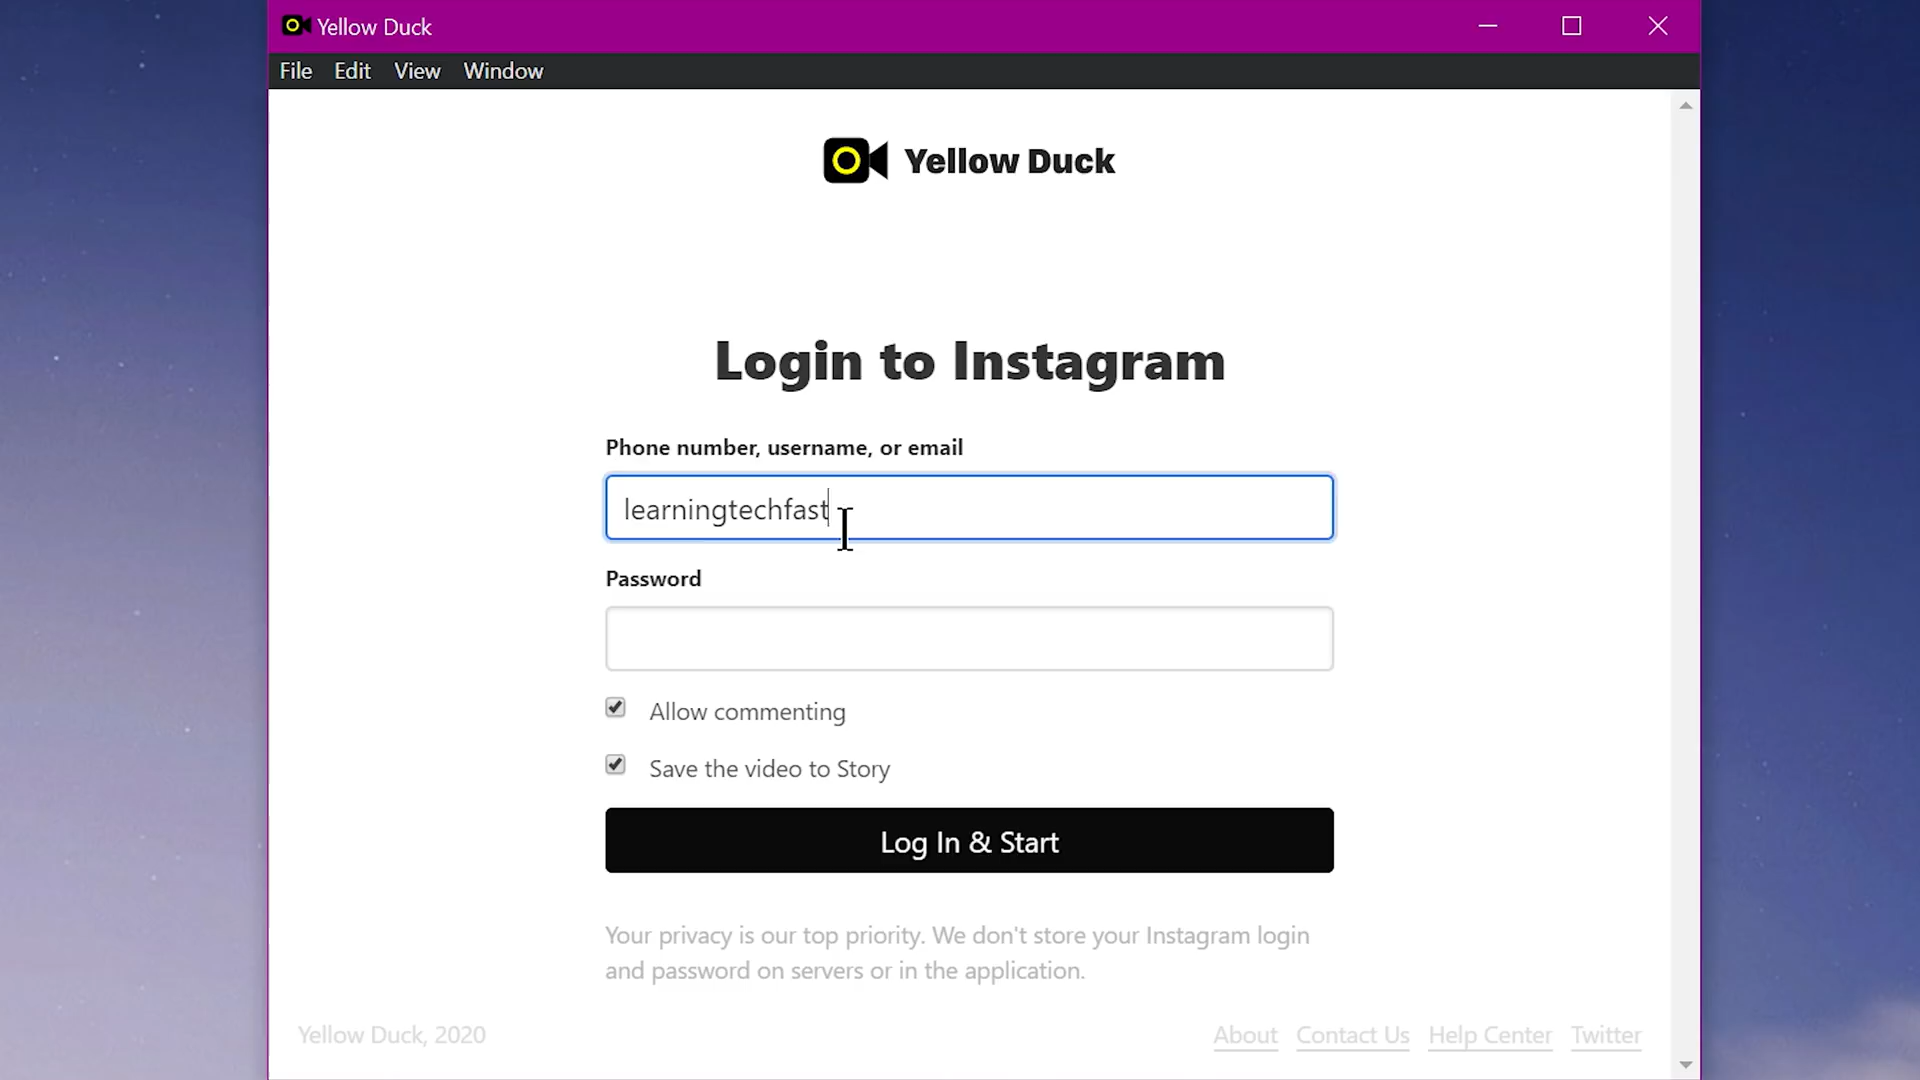 Yellow Duck
File Edit View Window
Yellow Duck
Login to Instagram
Phone number, username, or email
learningtechfast
Password
Allow commenting
Save the video to Story
Log In & Start
Your privacy is our top priority. We don't store your Instagram login
and password on servers or in the application.
Yellow Duck, 2020 About Contact Us Help Center Twitter